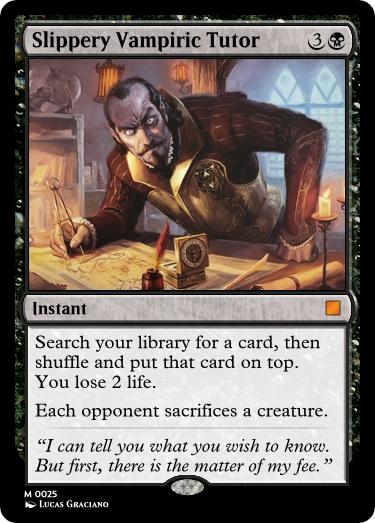 Slippery Vampiric Tutor 3
Instant
Search your library for a card, then
shuffle and put that card on top.
You lose 2 life.
Each opponent sacrifices a creature.
“I can tell you what you wish to know.
But first, there is the matter of my fee.”
M 0025
Lucas Graciano